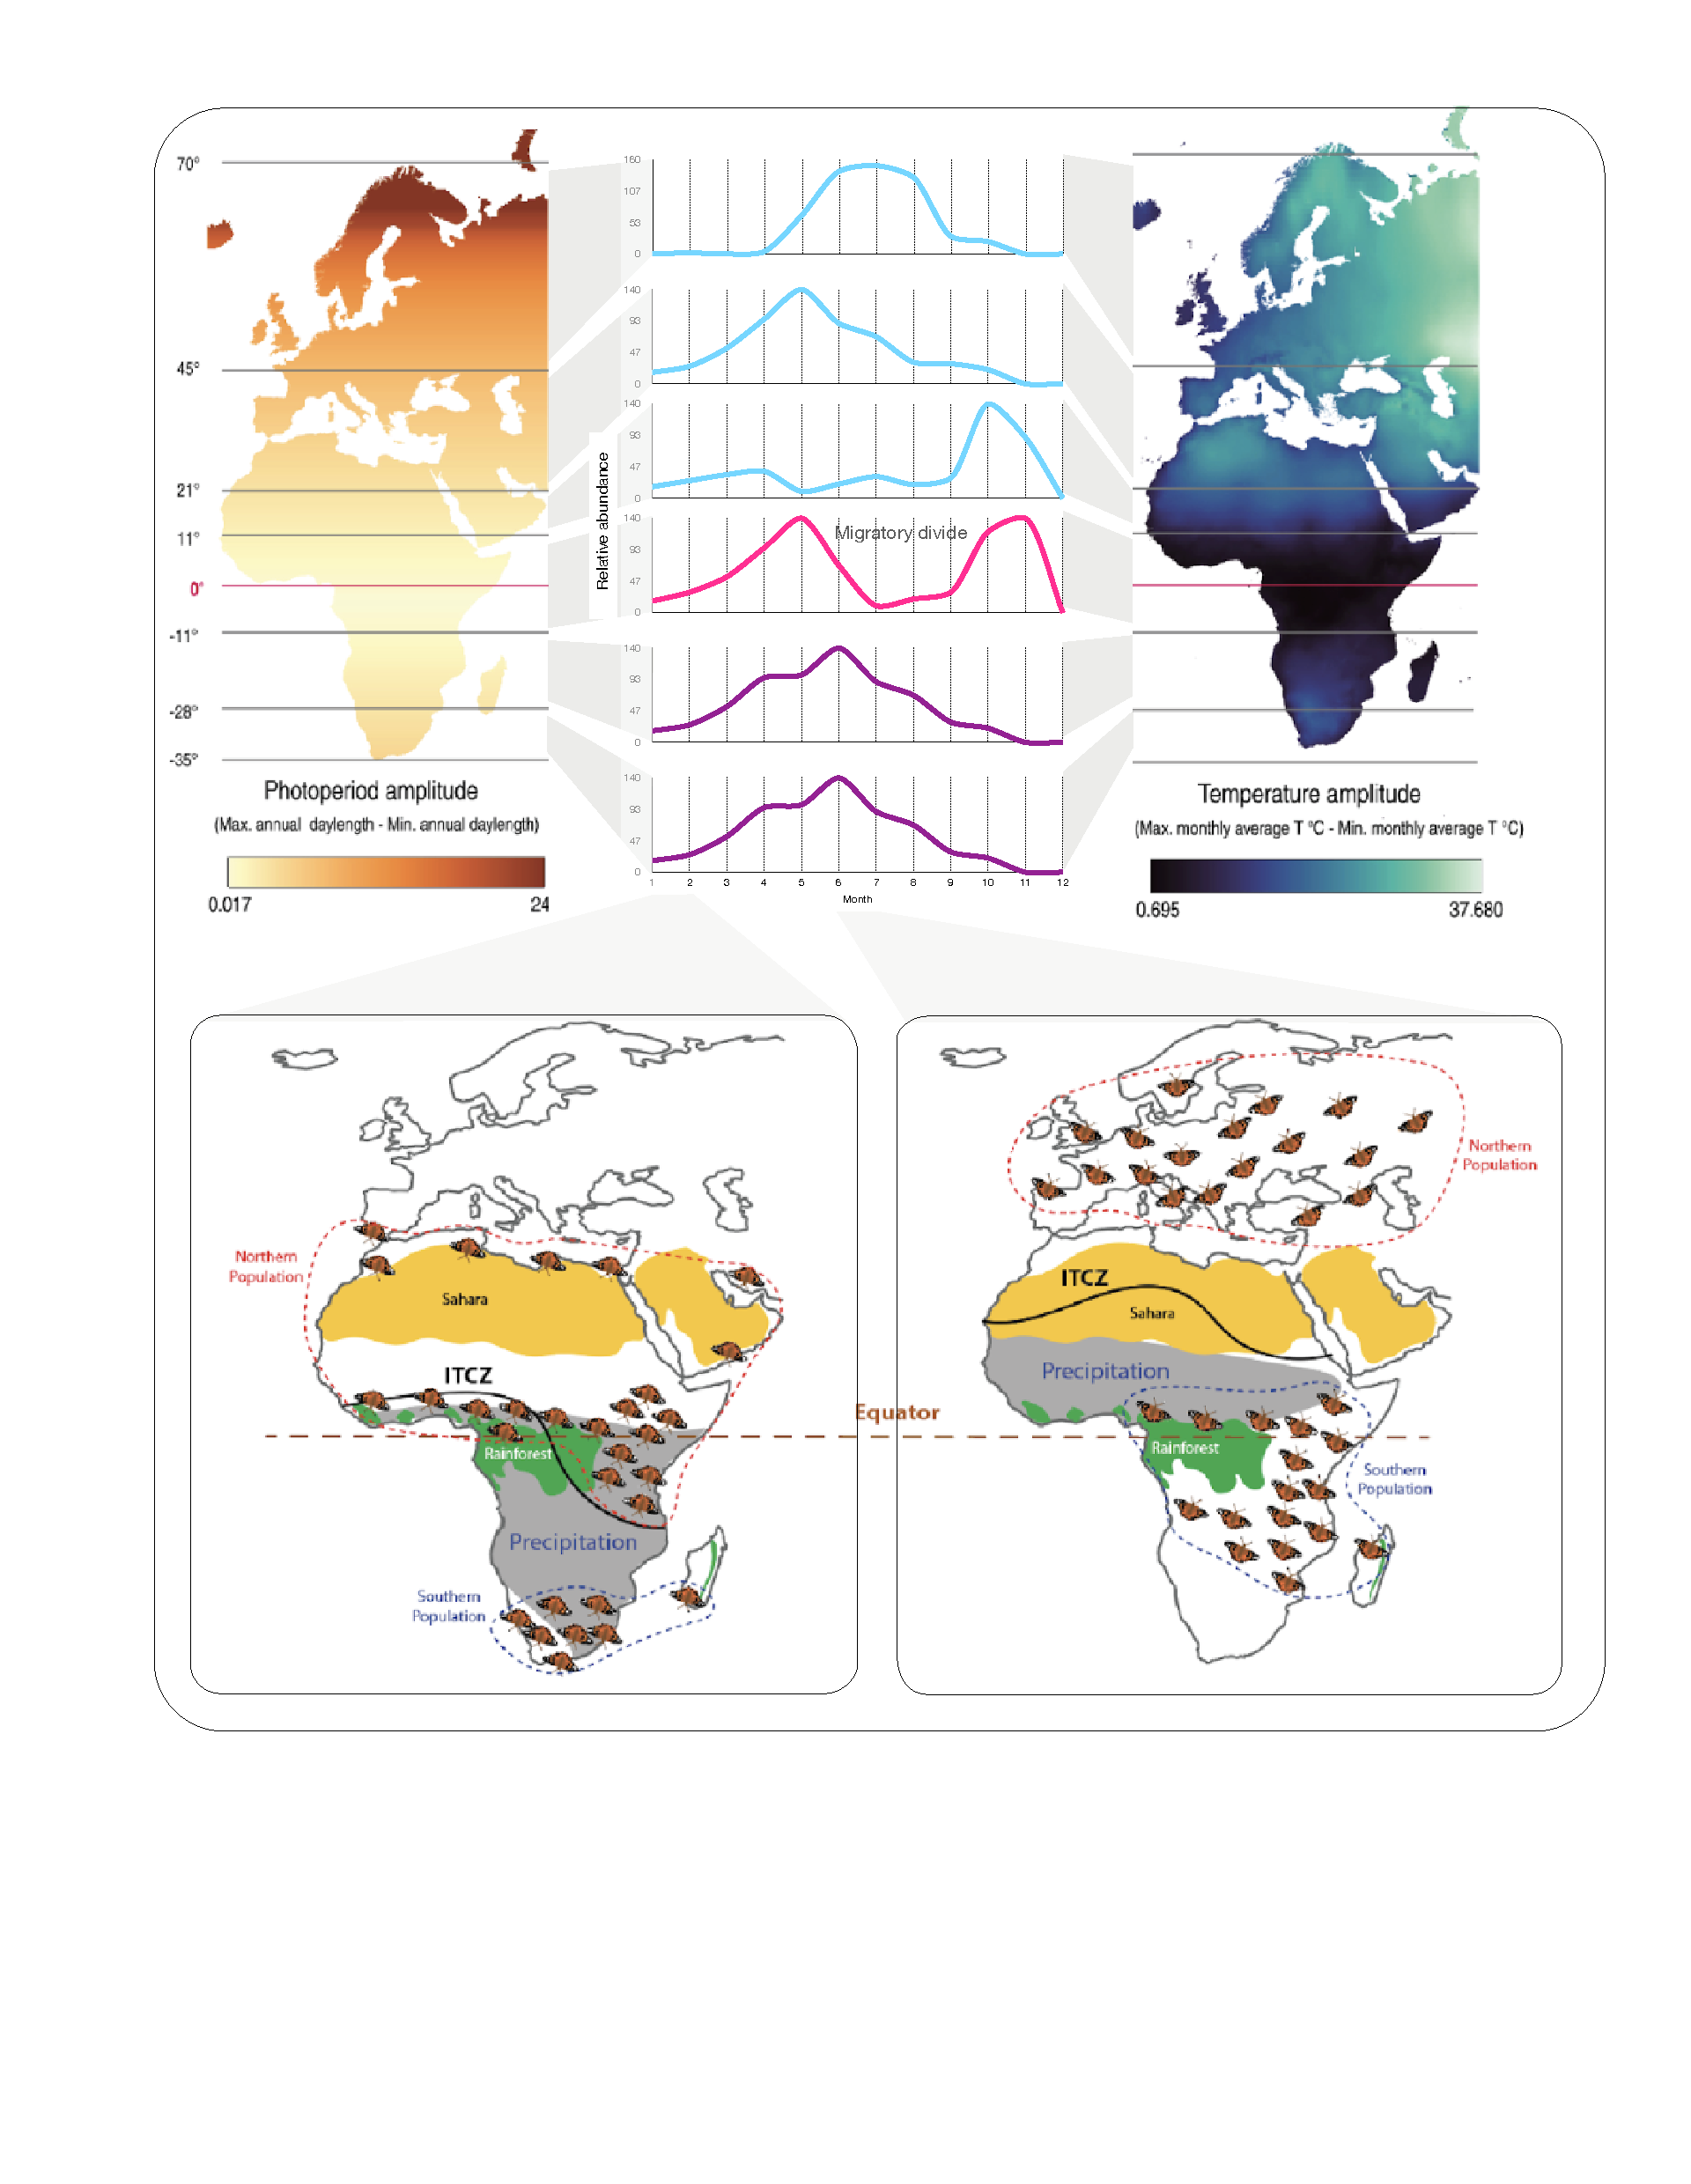 70°
45°
21°
11°
0°
-11°
-28°
-35°
Photoperiod amplitude
(Max. annual daylength - Min. annual daylength)
0.017
24
Relative abundance
160
107
53
0
140
93
47
0
140
93
47
0
140
93
47
0
Migratory divide
140
93
47
0
140
93
47
0
1 2 3 4 5 6 7 8 9 10 11 12
Month
Temperature amplitude
(Max. monthly average T °C - Min. monthly average T °C)
0.695
37.680
Northern
Population
Sahara
ITCZ
Rainforest
Precipitation
Southern
Population
Equator
Northern
Population
ITCZ
Sahara
Precipitation
Rainforest
Southern
Population